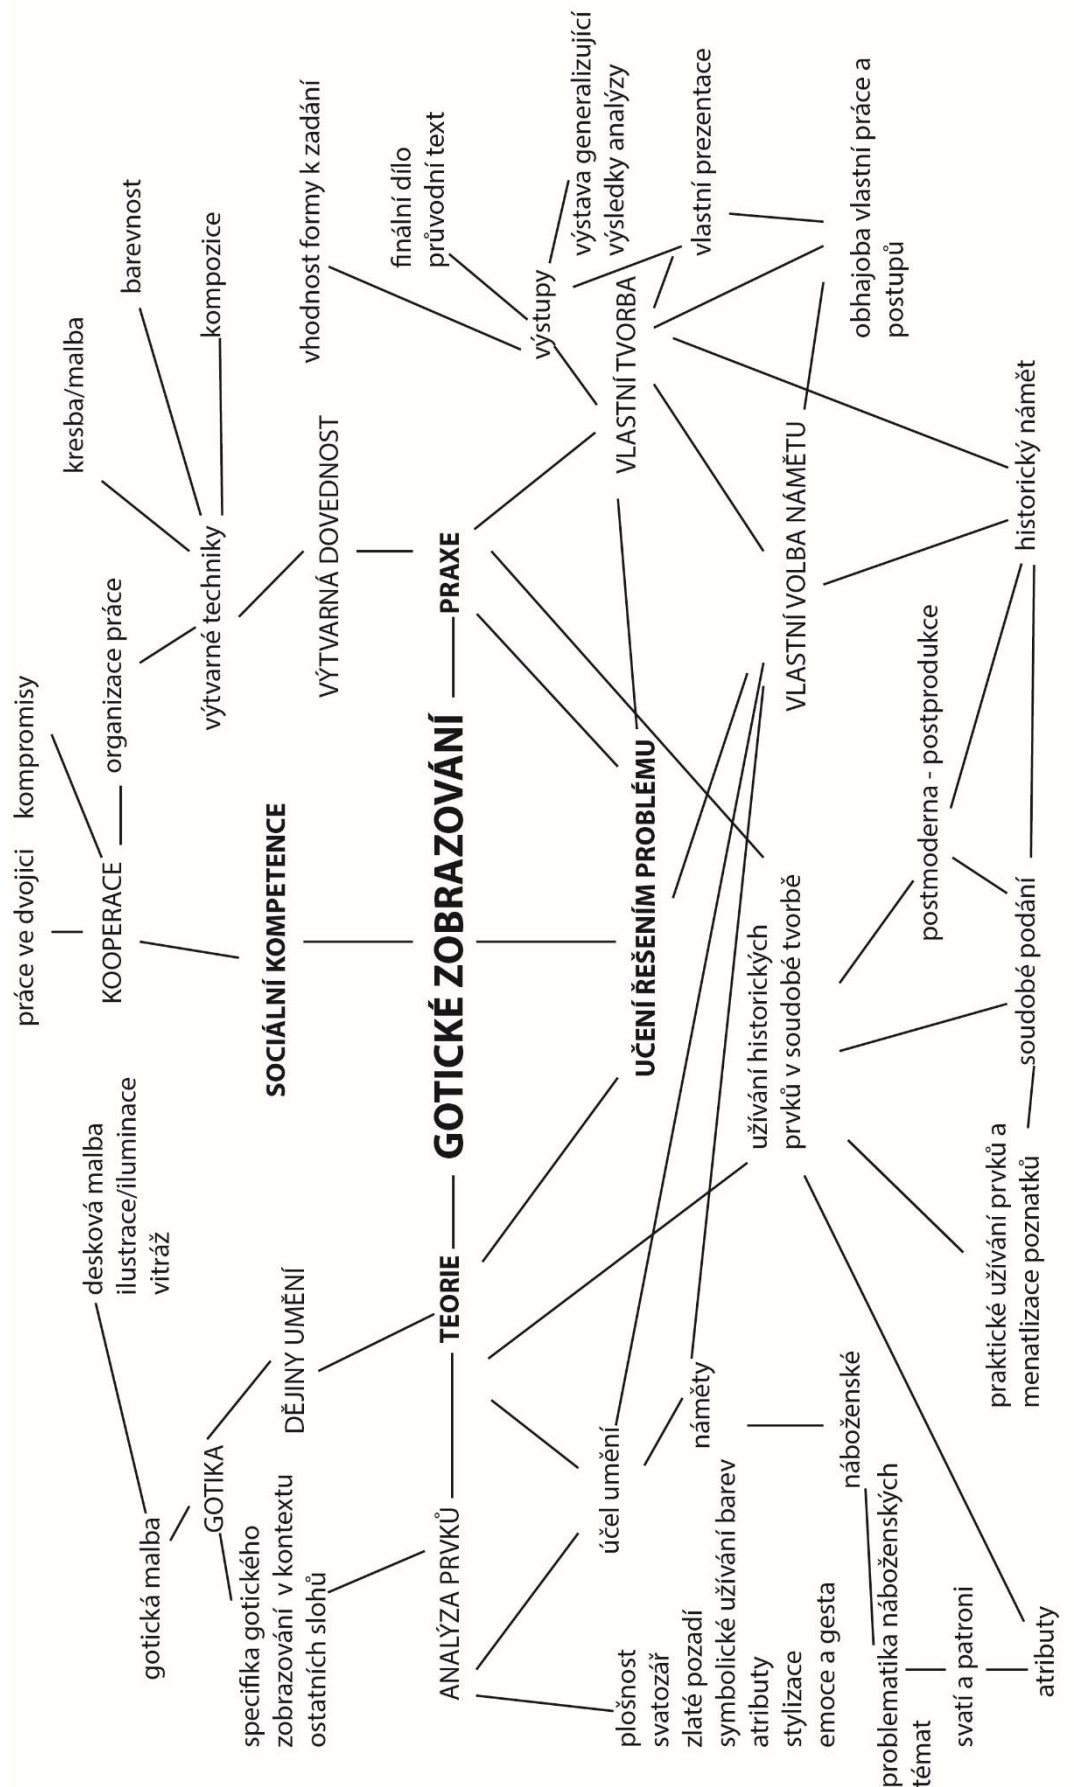 práce ve dvojici
kompromisy
KOOPERACE
organizace práce
kresba/malba
barevnost
kompozice
výtvarné techniky
desková malba
ilustrace/iluminace
vitráž
gotická malba
GOTIKA
specifika gotického
zobrazování v kontextu
ostatních slohů
DĚJINY UMĚNÍ
SOCIÁLNÍ KOMPETENCE
VÝTVARNÁ DOVEDNOST
vhodnost formy k zadání
finální dílo
průvodní text
ANALÝZA PRVKŮ
TEORIE
GOTICKÉ ZOBRAZOVÁNÍ
PRAXE
výstupy
výstava generalizující
výsledky analýzy
VLASTNÍ TVORBA
vlastní prezentace
účel umění
UČENÍ ŘEŠENÍM PROBLÉMU
plošnost
svatozář
zlaté pozadí
symbolické užívání barev
atributy
stylizace
emoce a gesta
náměty
náboženské
užívání historických
prvků v soudobé tvorbě
VLASTNÍ VOLBA NÁMĚTU
obhajoba vlastní práce a
postupů
problematika náboženských
témat
svatí a patroni
atributy
postmoderna - postprodukce
praktické užívání prvků a
menatlizace poznatků
soudobé podání
historický námět